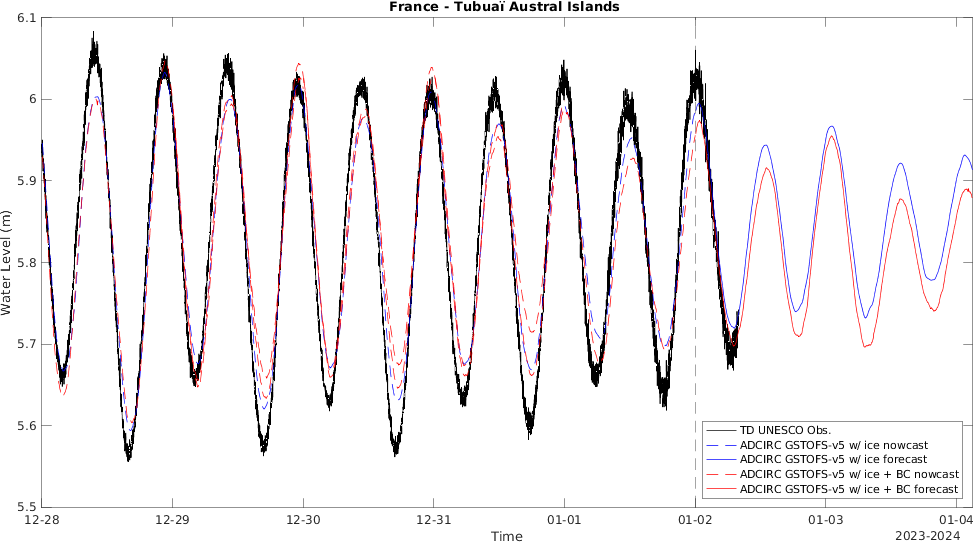 France - Tubuaï Austral Islands
6.1
6
5.9
5.8
5.7
5.6
5.5
Water Level (m)
12-28
12-29
12-30
12-31
01-01
01-02
01-03
01-04
Time
2023-2024
TD UNESCO Obs.
ADCIRC GSTOFS-v5 w/ ice nowcast
ADCIRC GSTOFS-v5 w/ ice forecast
ADCIRC GSTOFS-v5 w/ ice + BC nowcast
ADCIRC GSTOFS-v5 w/ ice + BC forecast